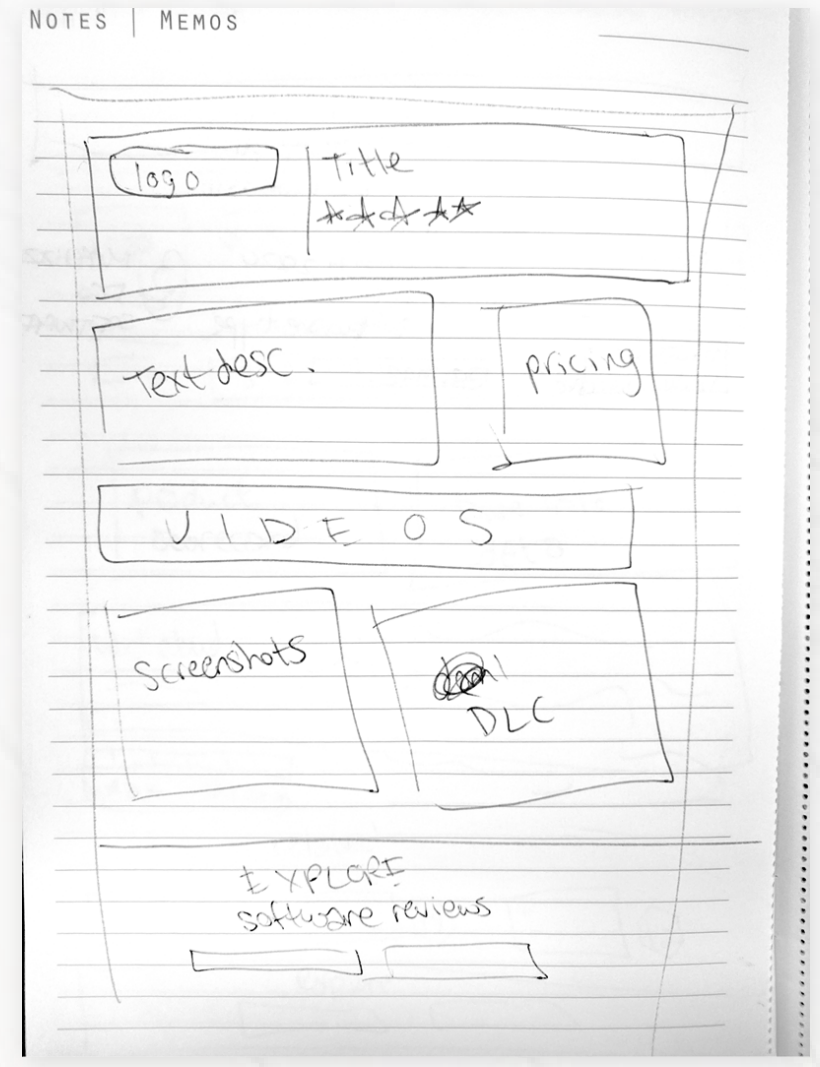 NOTES | MEMOS
logo
Title
Text desc.
pricing
VIDEOS
Screenshots
DLC
EXPLORE
software reviews